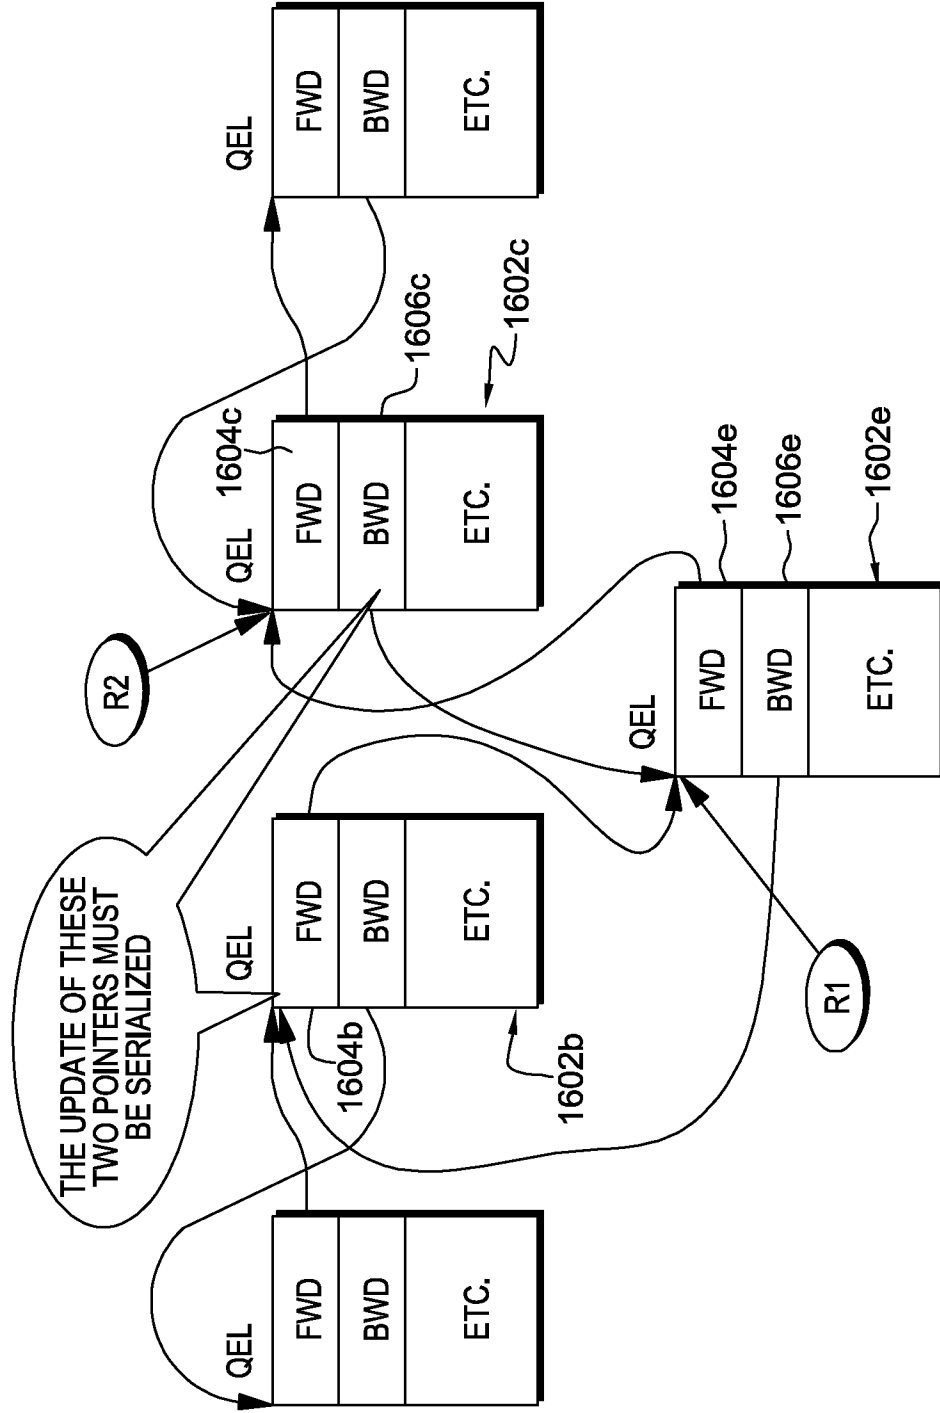 THE UPDATE OF THESE
TWO POINTERS MUST
BE SERIALIZED
R2
QEL
FWD
BWD
ETC.
QEL
FWD
BWD
ETC.
1604b
1602b
QEL
1604c
FWD
BWD
ETC.
1606c
1602c
QEL
FWD
BWD
ETC.
R1
QEL
FWD
BWD
ETC.
1604e
1606e
1602e